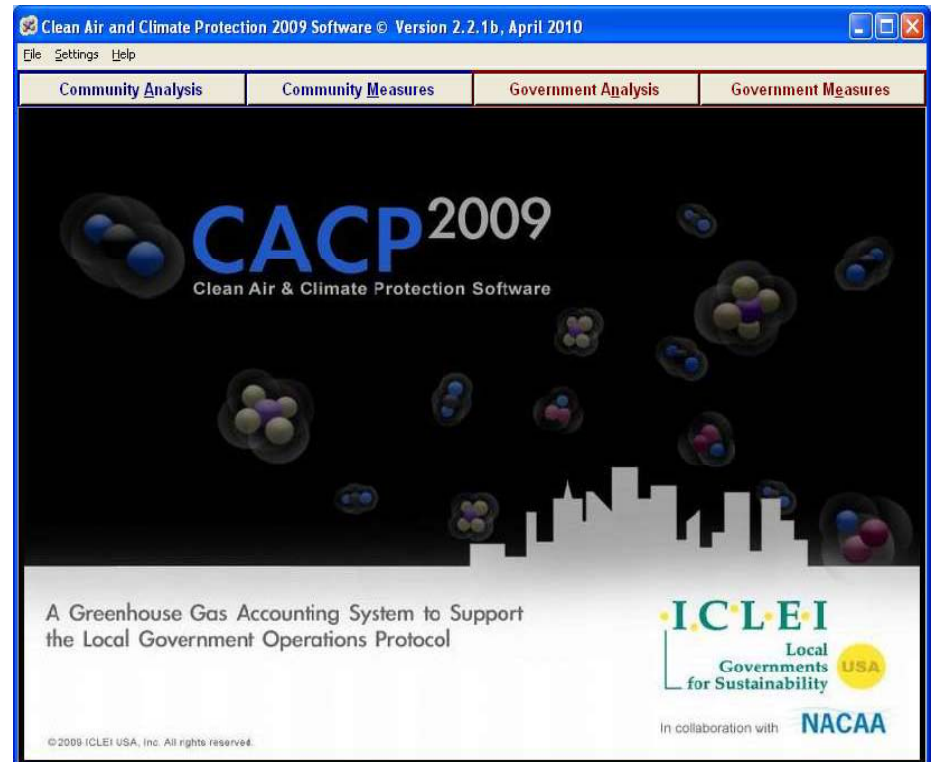 Clean Air and Climate Protection 2009 Software © Version 2.2.1b, April 2010
File Settings Help
Community Analysis Community Measures Government Analysis Government Measures
CACP2009
Clean Air & Climate Protection Software
A Greenhouse Gas Accounting System to Support
the Local Government Operations Protocol
I.C.L.E.I
Local
Governments
for Sustainability
USA
In collaboration with NACAA
©2009 ICLEI USA, Inc. All rights reserved.